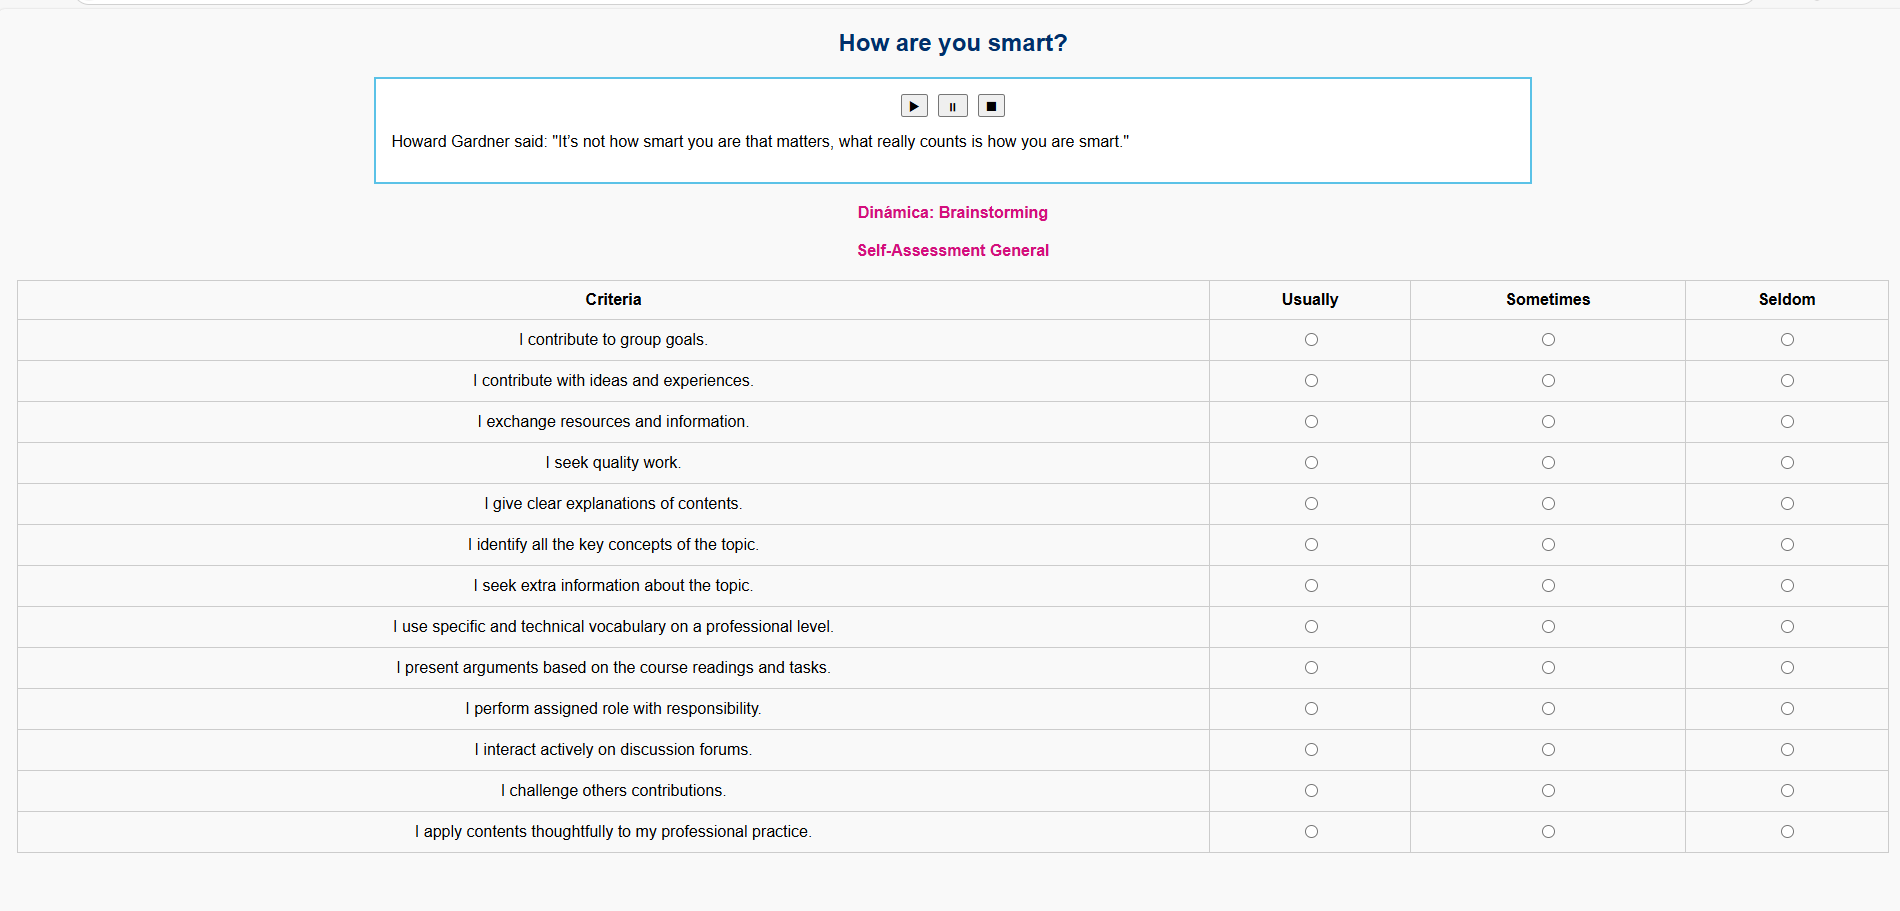 How are you smart?
Howard Gardner said: "It’s not how smart you are that matters, what really counts is how you are smart."
Dinámica: Brainstorming
Self-Assessment General
Criteria Usually Sometimes Seldom
I contribute to group goals.
I contribute with ideas and experiences.
I exchange resources and information.
I seek quality work.
I give clear explanations of contents.
I identify all the key concepts of the topic.
I seek extra information about the topic.
I use specific and technical vocabulary on a professional level.
I present arguments based on the course readings and tasks.
I perform assigned role with responsibility.
I interact actively on discussion forums.
I challenge others contributions.
I apply contents thoughtfully to my professional practice.